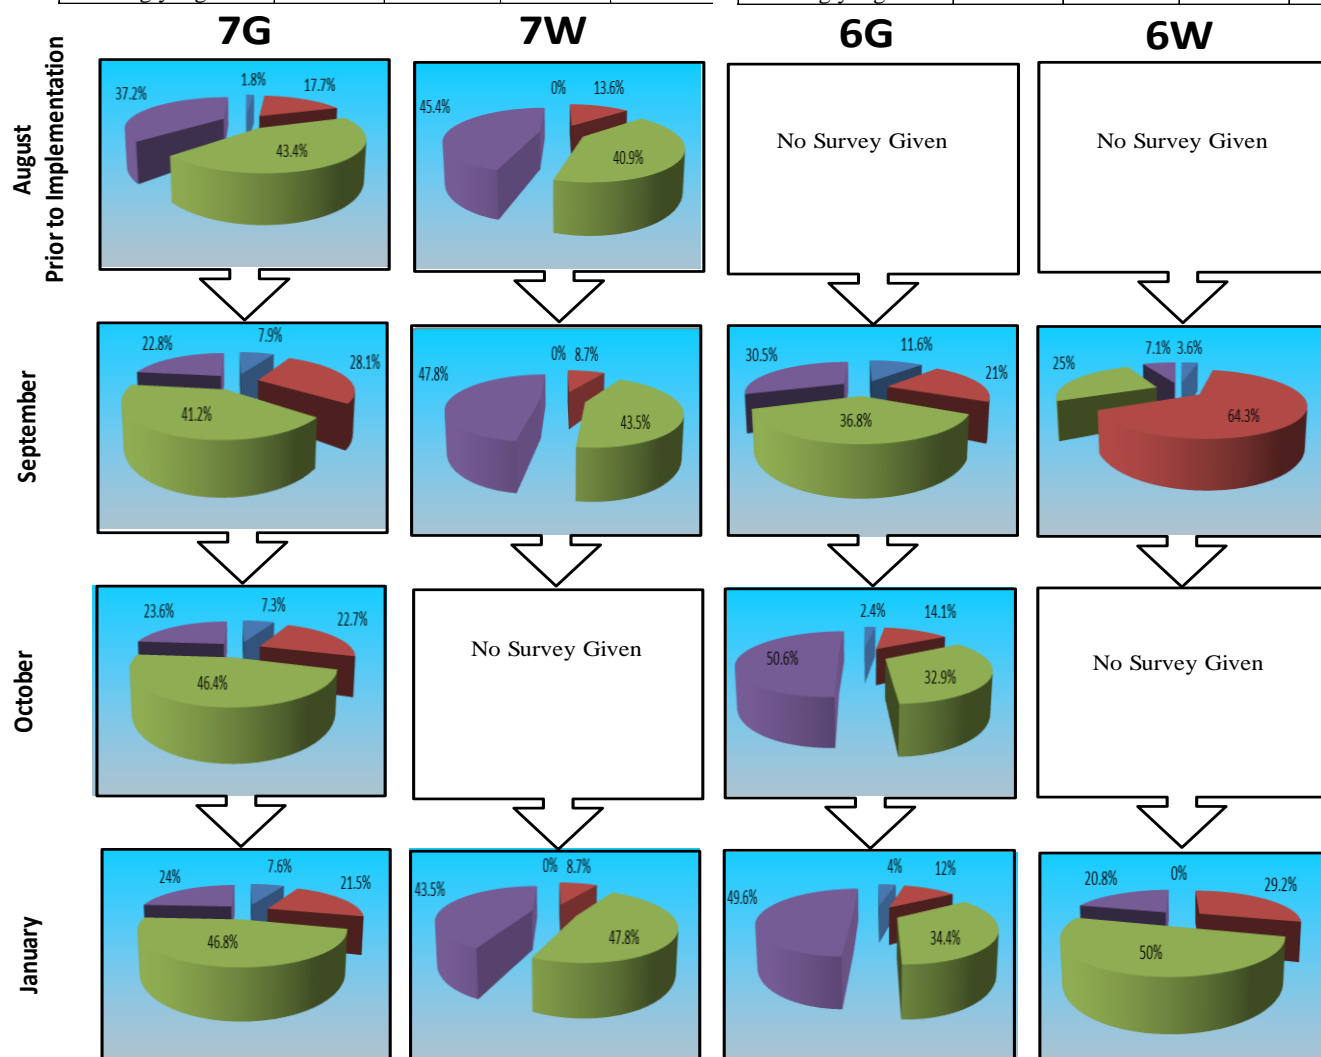 7G 7W 6G 6W
August
Prior to Implementation
1.8% 17.7% 43.4% 37.2%
0% 13.6% 40.9% 45.4%
No Survey Given
No Survey Given
September
7.9% 28.1% 41.2% 22.8%
0% 8.7% 43.5% 47.8%
11.6% 21% 36.8% 30.5%
7.1% 3.6% 64.3% 25%
October
7.3% 22.7% 46.4% 23.6%
No Survey Given
2.4% 14.1% 32.9% 50.6%
No Survey Given
January
7.6% 21.5% 46.8% 24%
0% 8.7% 47.8% 43.5%
4% 12% 34.4% 49.6%
0% 29.2% 50% 20.8%